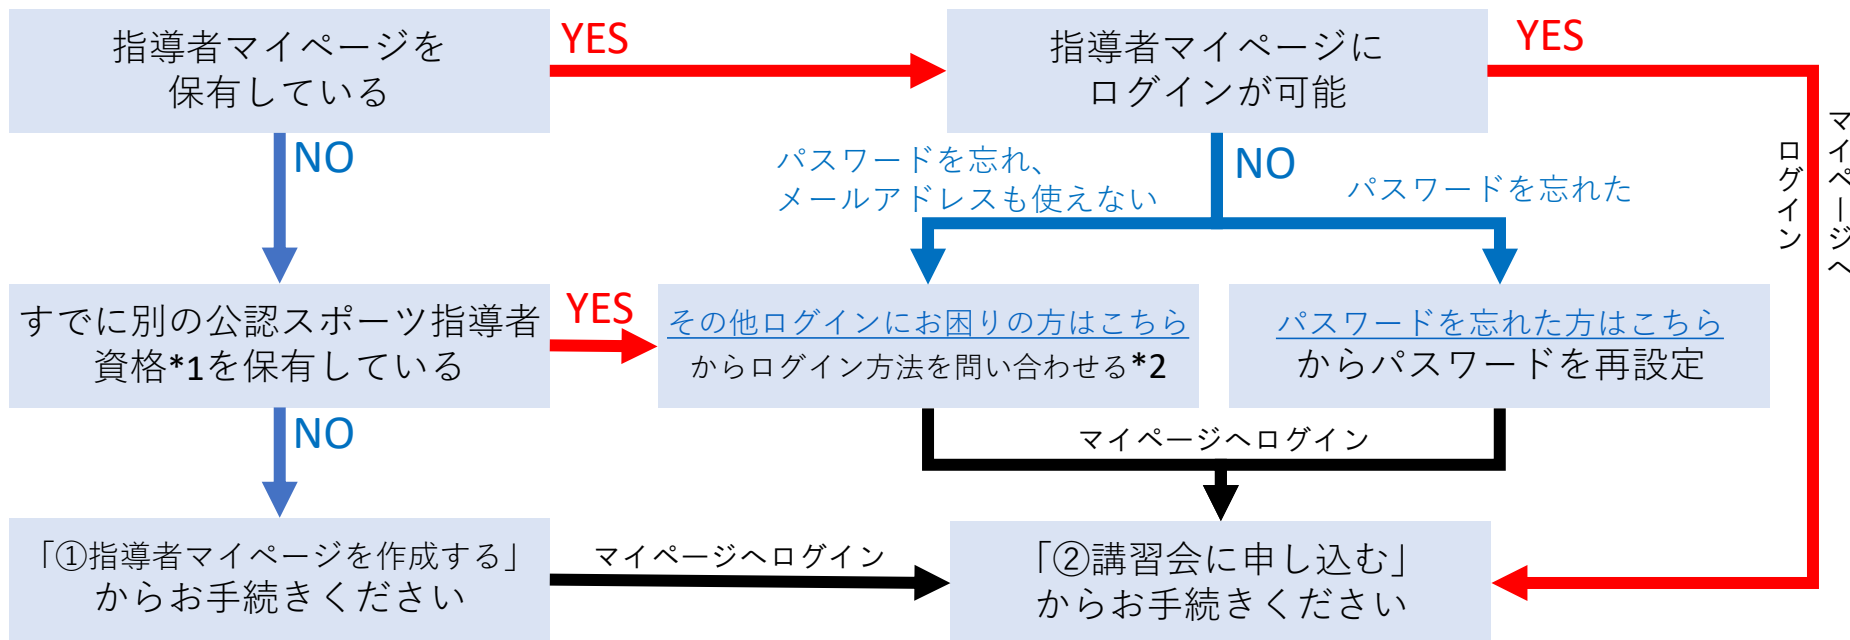 指導者マイページを
保有している
YES
指導者マイページに
ログインが可能
YES
マイページへ
ログイン
NO
パスワードを忘れ、
メールアドレスも使えない
NO
パスワードを忘れた
すでに別の公認スポーツ指導者
資格*1を保有している
YES
その他ログインにお困りの方はこちら
からログイン方法を問い合わせる*2
パスワードを忘れた方はこちら
からパスワードを再設定
NO
マイページへログイン
「①指導者マイページを作成する」
からお手続きください
マイページへログイン
「②講習会に申し込む」
からお手続きください